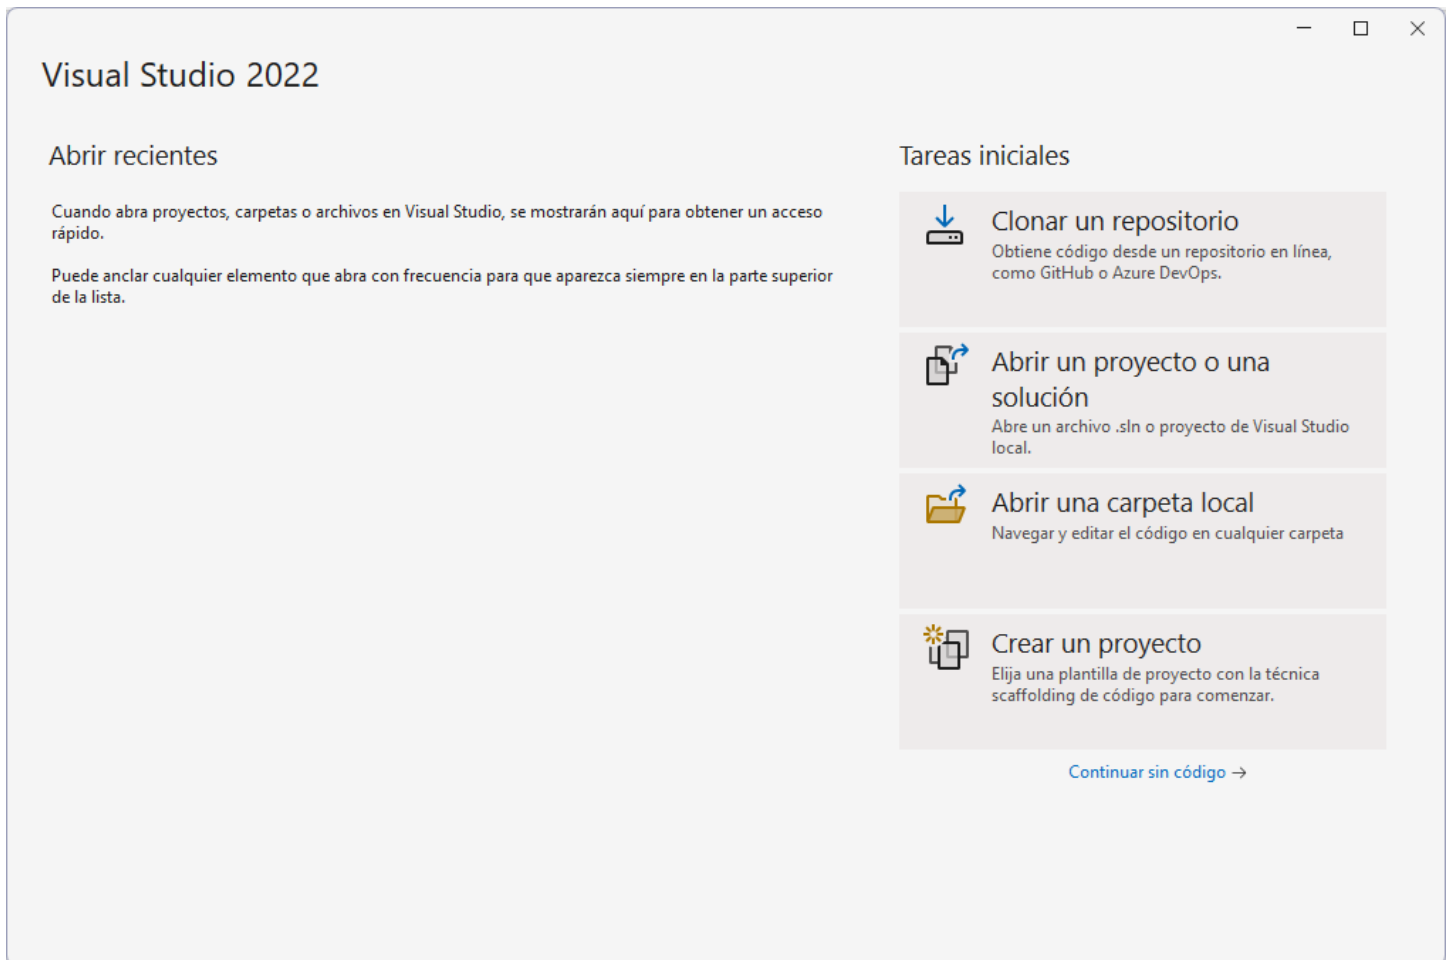 Visual Studio 2022
Abrir recientes
Cuando abra proyectos, carpetas o archivos en Visual Studio, se mostrarán aquí para obtener un acceso
rápido.
Puede anclar cualquier elemento que abra con frecuencia para que aparezca siempre en la parte superior
de la lista.
Tareas iniciales
Clonar un repositorio
Obtiene código desde un repositorio en línea,
como GitHub o Azure DevOps.
Abrir un proyecto o una
solución
Abre un archivo .sln o proyecto de Visual Studio
local.
Abrir una carpeta local
Navegar y editar el código en cualquier carpeta
Crear un proyecto
Elija una plantilla de proyecto con la técnica
scaffolding de código para comenzar.
Continuar sin código →